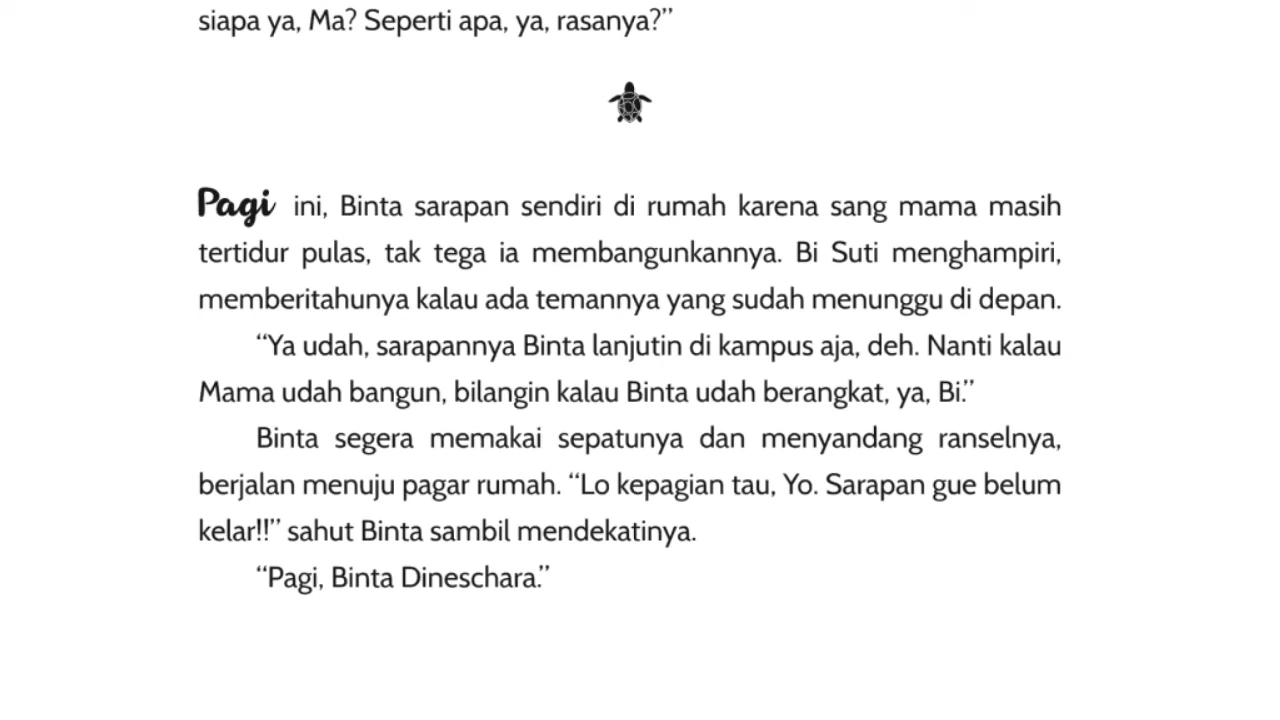 siapa ya, Ma? Seperti apa, ya, rasanya?”
Pagi ini, Binta sarapan sendiri di rumah karena sang mama masih
tertidur pulas, tak tega ia membangunkannya. Bi Suti menghampiri,
memberitahunya kalau ada temannya yang sudah menunggu di depan.
“Ya udah, sarapannya Binta lanjutin di kampus aja, deh. Nanti kalau
Mama udah bangun, bilangin kalau Binta udah berangkat, ya, Bi.”
Binta segera memakai sepatunya dan menyandang ranselnya,
berjalan menuju pagar rumah. “Lo kepagian tau, Yo. Sarapan gue belum
kelar!!” sahut Binta sambil mendekatinya.
“Pagi, Binta Dineschara.”